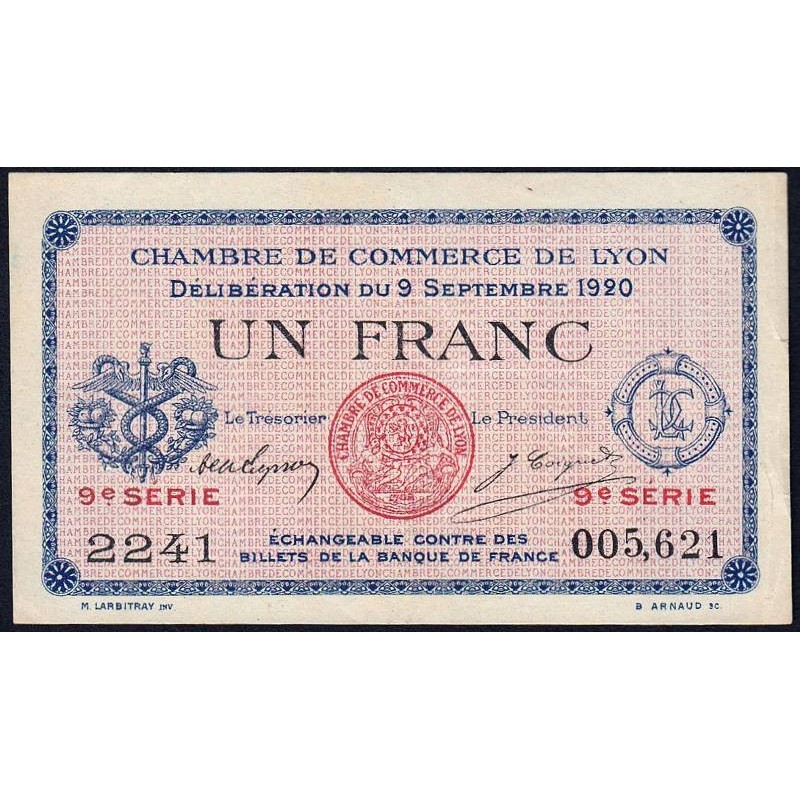 CHAMBRE DE COMMERCE DE LYON
DÉLIBÉRATION DU 9 SEPTEMBRE 1920
UN FRANC
CHAMBRE DE COMMERCE DE LYON
Le Trésorier Le President
9e SERIE 9e SÉRIE
2241 ÉCHANGEABLE CONTRE DES 005,621
BILLETS DE LA BANQUE DE FRANCE
M. LARBITRAY INV B ARNAUD SC.